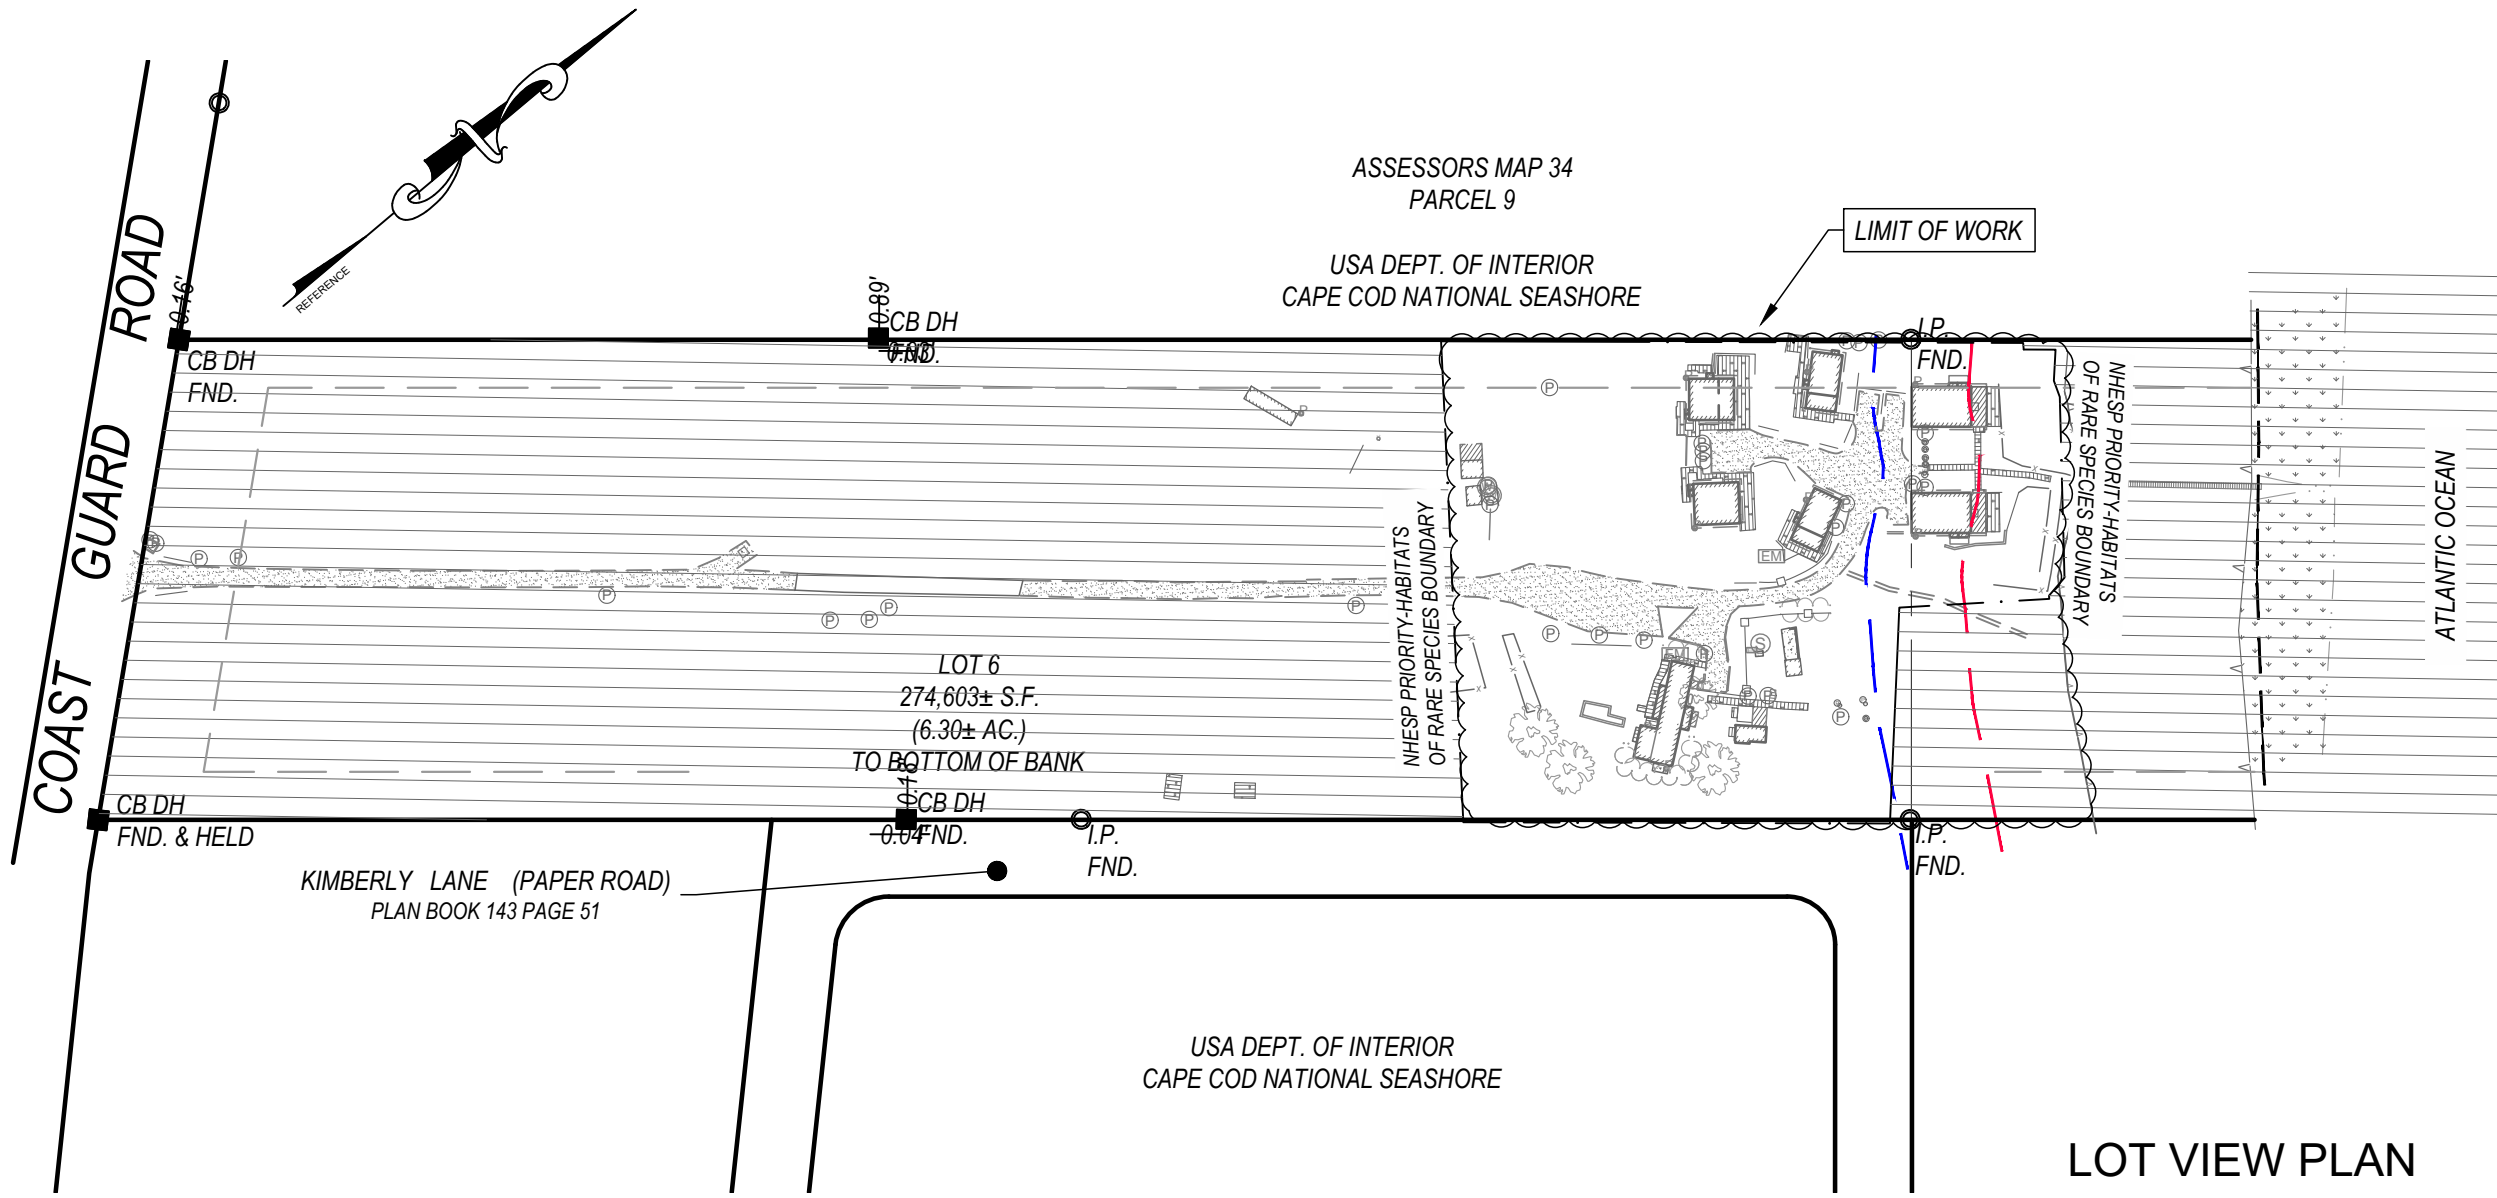 ASSESSORS MAP 34
PARCEL 9
USA DEPT. OF INTERIOR
CAPE COD NATIONAL SEASHORE
LIMIT OF WORK
REFERENCE
COAST GUARD ROAD
0.16'
CB DH
FND.
0.89'
CB DH
FND.
I.P.
FND.
NHESP PRIORITY-HABITATS
OF RARE SPECIES BOUNDARY
NHESP PRIORITY-HABITATS
OF RARE SPECIES BOUNDARY
ATLANTIC OCEAN
EM
EM
S
LOT 6
274,603± S.F.
(6.30± AC.)
TO BOTTOM OF BANK
CB DH
FND. & HELD
0.18'
CB DH
0.04'
FND.
I.P.
FND.
I.P.
FND.
KIMBERLY LANE (PAPER ROAD)
PLAN BOOK 143 PAGE 51
USA DEPT. OF INTERIOR
CAPE COD NATIONAL SEASHORE
LOT VIEW PLAN